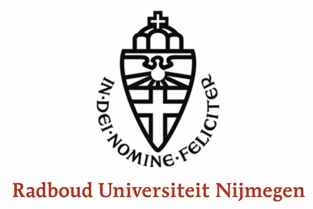 IN·DEI·NOMINE·FELICITER
Radboud Universiteit Nijmegen